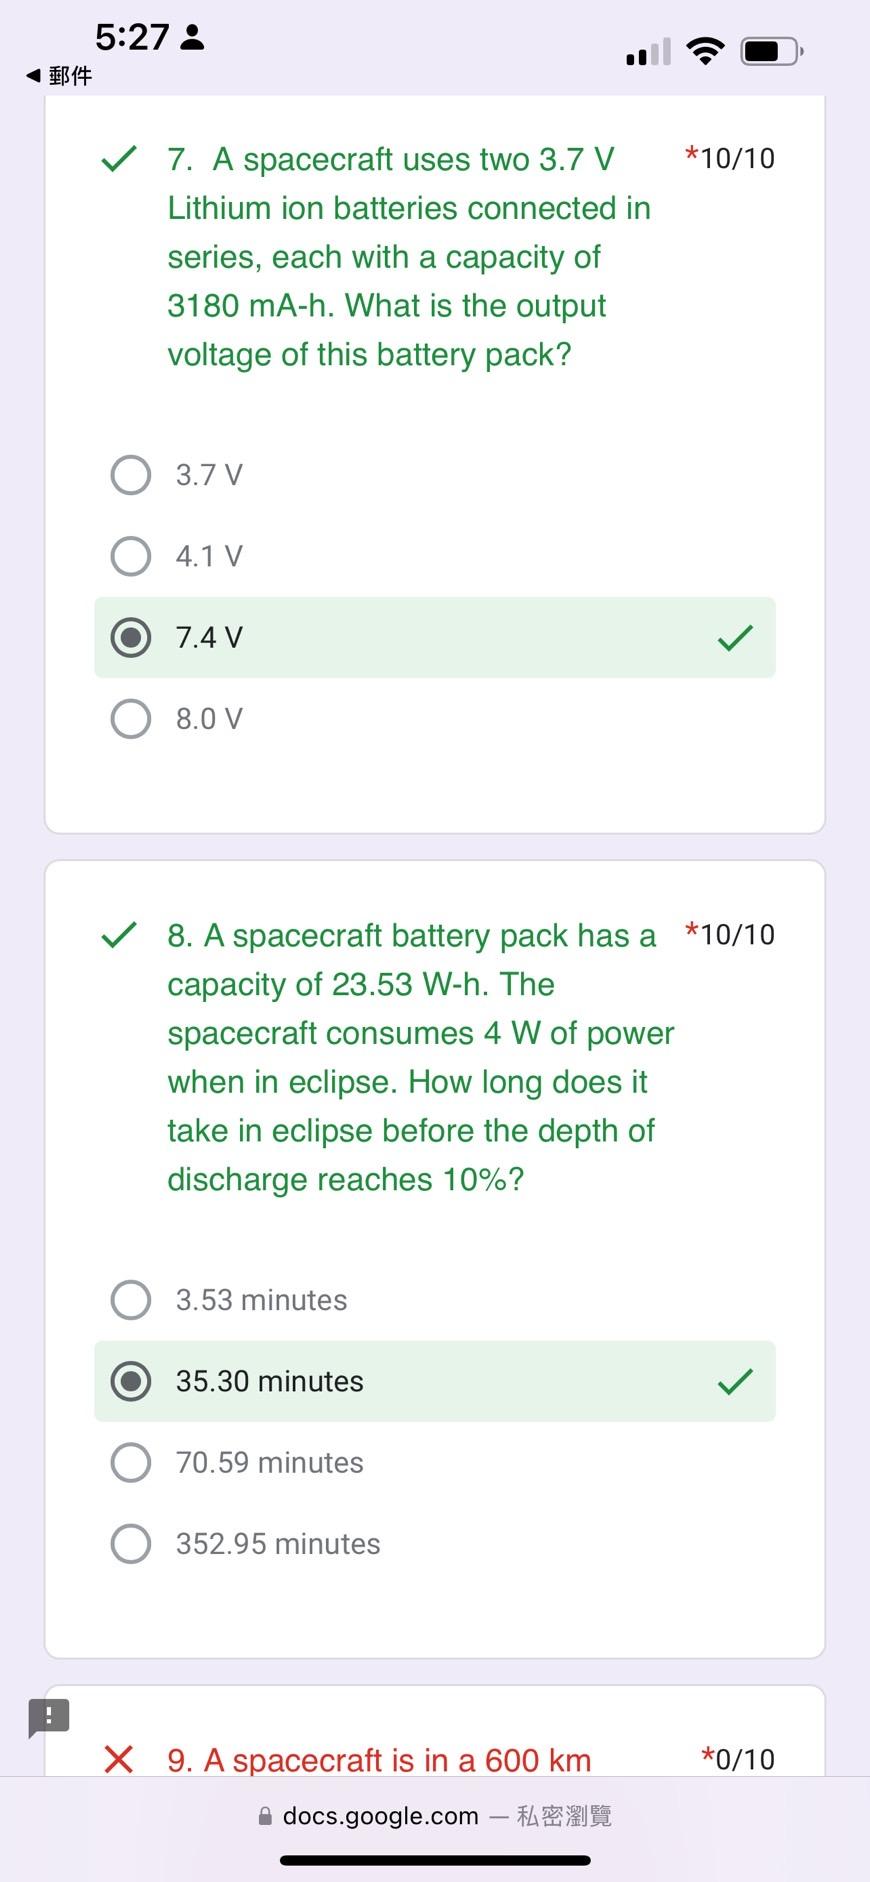 5:27
郵件
7. A spacecraft uses two 3.7 V *10/10
Lithium ion batteries connected in
series, each with a capacity of
3180 mA-h. What is the output
voltage of this battery pack?
3.7 V
4.1 V
7.4 V
8.0 V
8. A spacecraft battery pack has a *10/10
capacity of 23.53 W-h. The
spacecraft consumes 4 W of power
when in eclipse. How long does it
take in eclipse before the depth of
discharge reaches 10%?
3.53 minutes
35.30 minutes
70.59 minutes
352.95 minutes
9. A spacecraft is in a 600 km *0/10
docs.google.com — 私密瀏覽